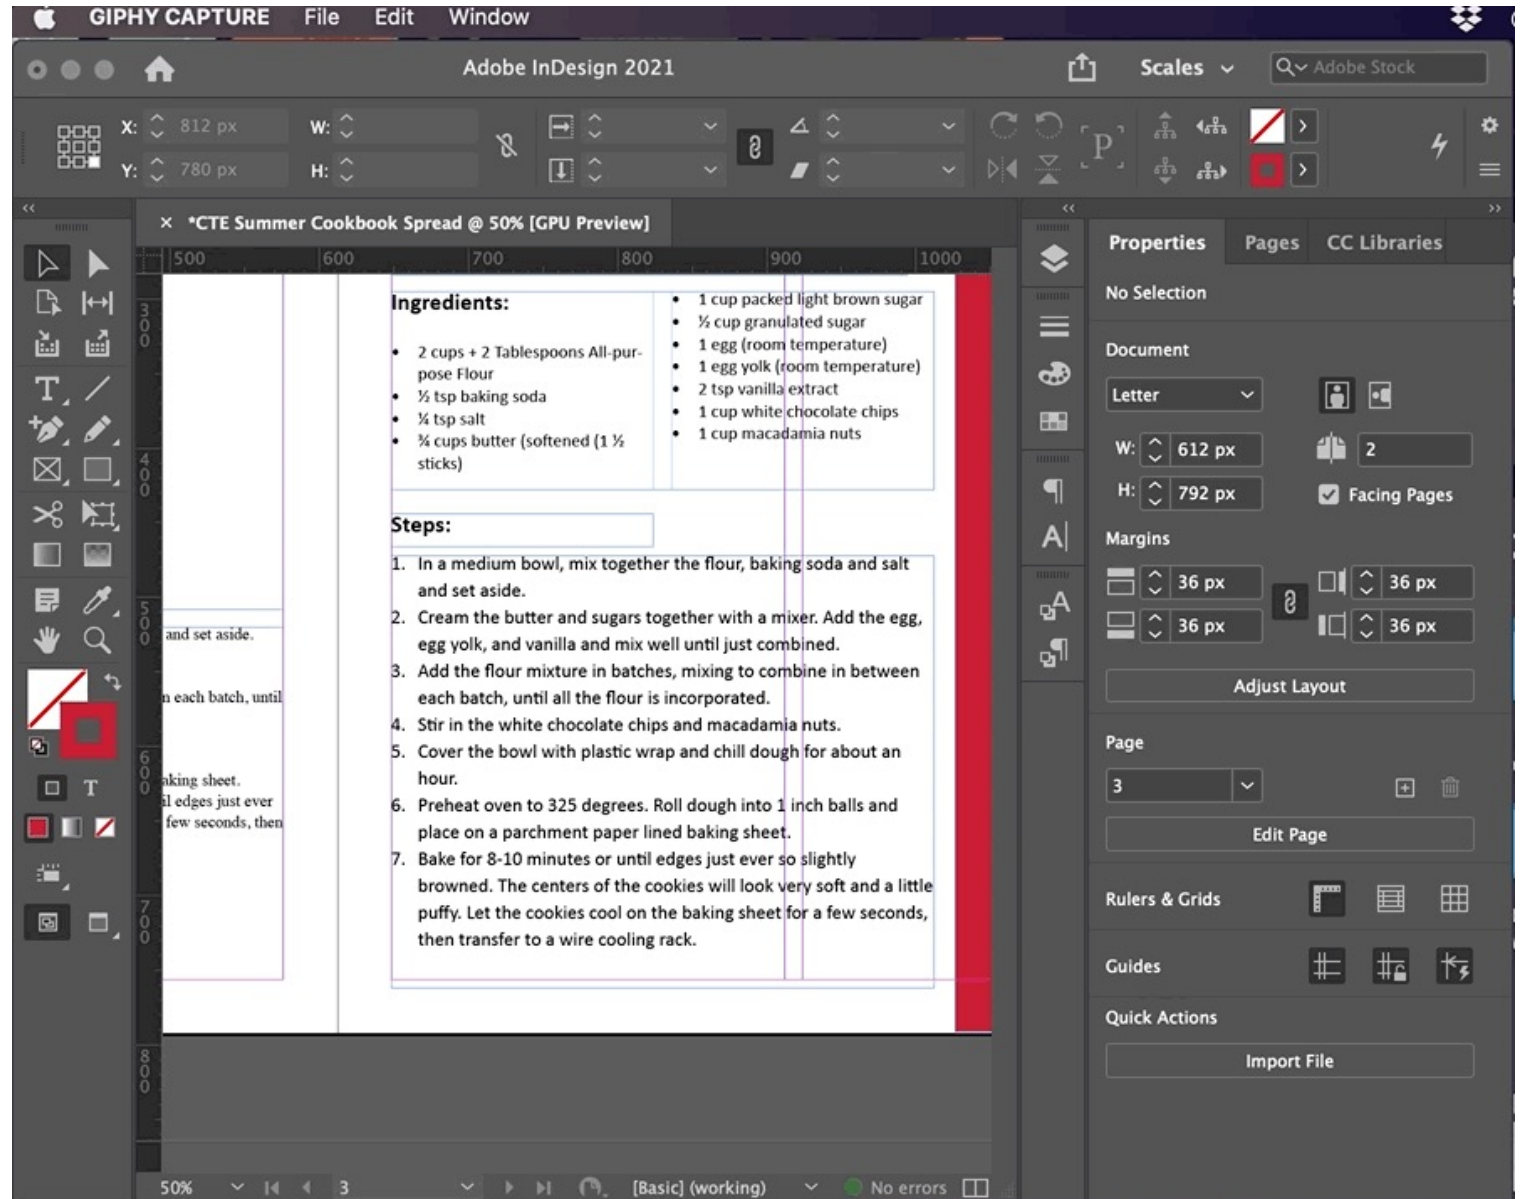 GIPHY CAPTURE File Edit Window
Adobe InDesign 2021
Scales
Adobe Stock
X: 812 px W:
Y: 780 px H:
P
× *CTE Summer Cookbook Spread @ 50% [GPU Preview]
500 600 700 800 900 1000
300
400
500
600
700
800
and set aside.
n each batch, until
aking sheet.
il edges just ever
few seconds, then
Ingredients:
• 2 cups + 2 Tablespoons All-pur-
pose Flour
• ½ tsp baking soda
• ¼ tsp salt
• ¾ cups butter (softened (1 ½
sticks)
• 1 cup packed light brown sugar
• ½ cup granulated sugar
• 1 egg (room temperature)
• 1 egg yolk (room temperature)
• 2 tsp vanilla extract
• 1 cup white chocolate chips
• 1 cup macadamia nuts
Steps:
1. In a medium bowl, mix together the flour, baking soda and salt
and set aside.
2. Cream the butter and sugars together with a mixer. Add the egg,
egg yolk, and vanilla and mix well until just combined.
3. Add the flour mixture in batches, mixing to combine in between
each batch, until all the flour is incorporated.
4. Stir in the white chocolate chips and macadamia nuts.
5. Cover the bowl with plastic wrap and chill dough for about an
hour.
6. Preheat oven to 325 degrees. Roll dough into 1 inch balls and
place on a parchment paper lined baking sheet.
7. Bake for 8-10 minutes or until edges just ever so slightly
browned. The centers of the cookies will look very soft and a little
puffy. Let the cookies cool on the baking sheet for a few seconds,
then transfer to a wire cooling rack.
Properties Pages CC Libraries
No Selection
Document
Letter
W: 612 px 2
H: 792 px Facing Pages
Margins
36 px 36 px
36 px 36 px
Adjust Layout
Page
3
Edit Page
Rulers & Grids
Guides
Quick Actions
Import File
50% 3 [Basic] (working) No errors